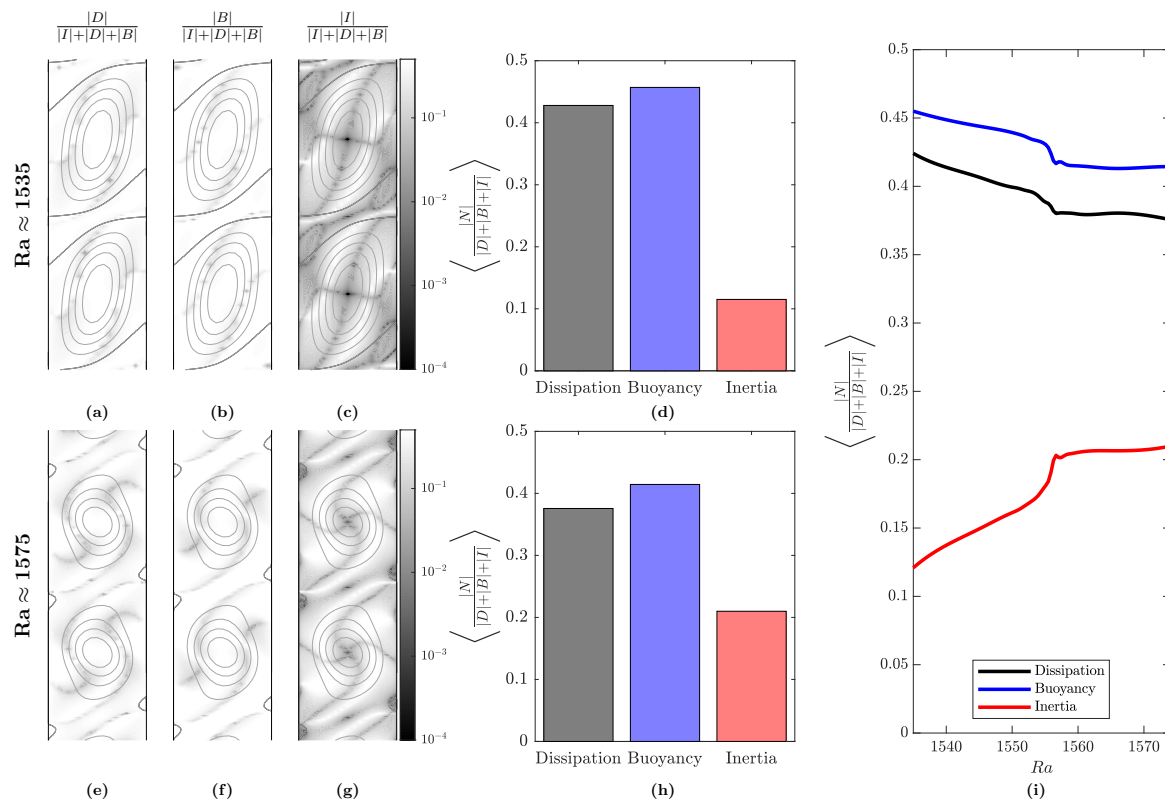 |D| / |I|+|D|+|B|
|B| / |I|+|D|+|B|
|I| / |I|+|D|+|B|
Ra ≈ 1535
10⁻¹
10⁻²
10⁻³
10⁻⁴
(a)
(b)
(c)
⟨ |N| / |D|+|B|+|I| ⟩
0.5
0.4
0.3
0.2
0.1
0
Dissipation Buoyancy Inertia
(d)
Ra ≈ 1575
10⁻¹
10⁻²
10⁻³
10⁻⁴
(e)
(f)
(g)
⟨ |N| / |D|+|B|+|I| ⟩
0.5
0.4
0.3
0.2
0.1
0
Dissipation Buoyancy Inertia
(h)
⟨ |N| / |D|+|B|+|I| ⟩
0.5
0.45
0.4
0.35
0.3
0.25
0.2
0.15
0.1
0.05
0
Dissipation
Buoyancy
Inertia
1540 1550 1560 1570
Ra
(i)